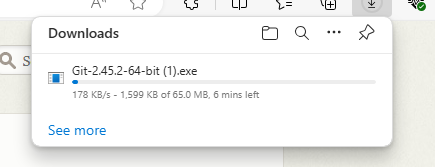 Downloads
Git-2.45.2-64-bit (1).exe
178 KB/s - 1,599 KB of 65.0 MB, 6 mins left
See more